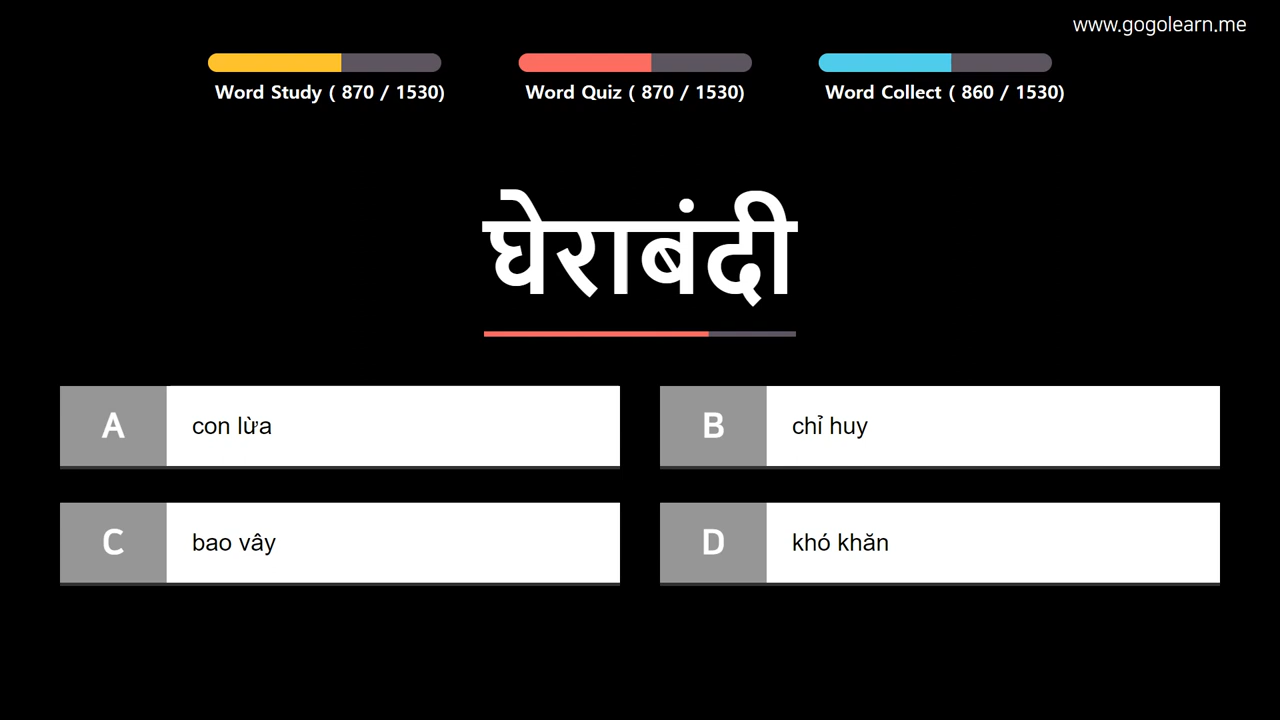 www.gogolearn.me
Word Study ( 870 / 1530)
Word Quiz ( 870 / 1530)
Word Collect ( 860 / 1530)
घेराबंदी
A con lừa
B chỉ huy
C bao vây
D khó khăn